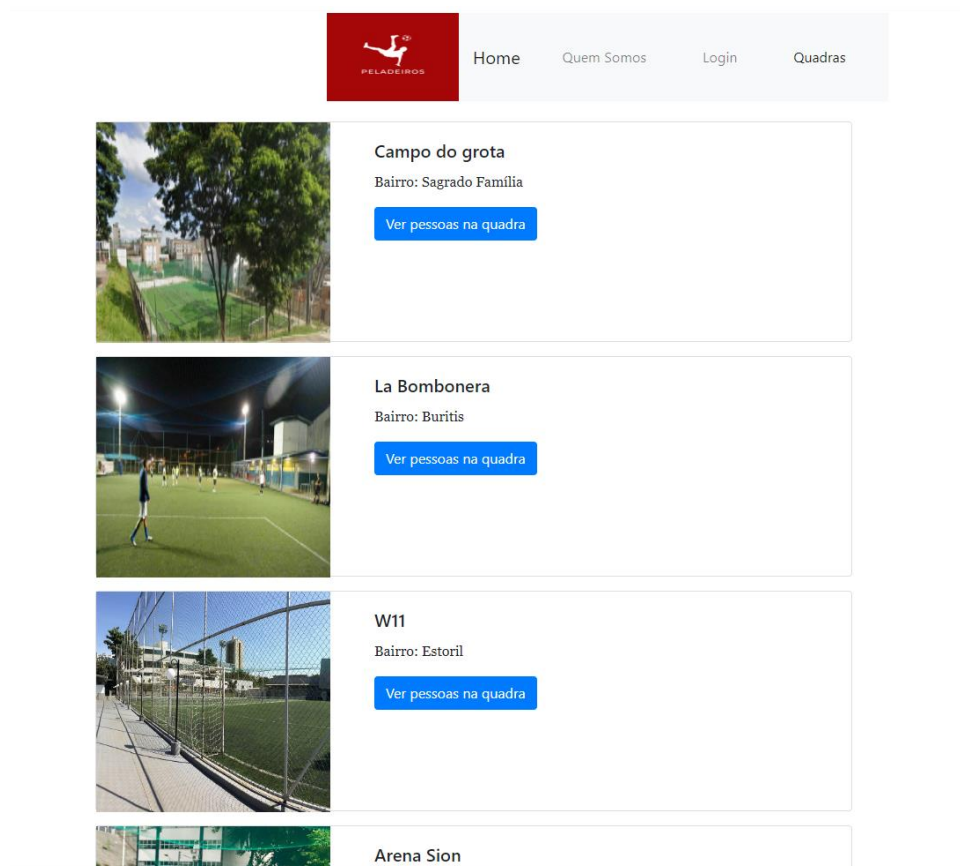 PELADEIROS
Home Quem Somos Login Quadras
Campo do grota
Bairro: Sagrado Família
Ver pessoas na quadra
La Bombonera
Bairro: Buritis
Ver pessoas na quadra
W11
Bairro: Estoril
Ver pessoas na quadra
Arena Sion